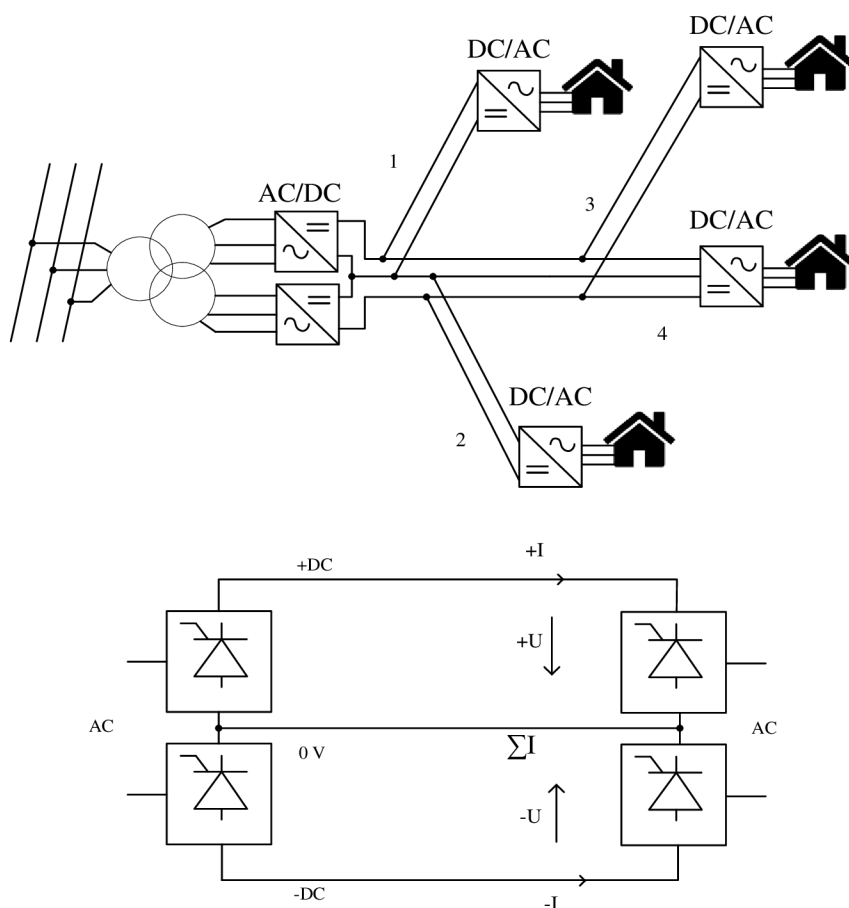 DC/AC
DC/AC
1
AC/DC
3
DC/AC
4
DC/AC
2
+DC
+I
+U
AC
0 V
∑I
AC
-U
-DC
-I